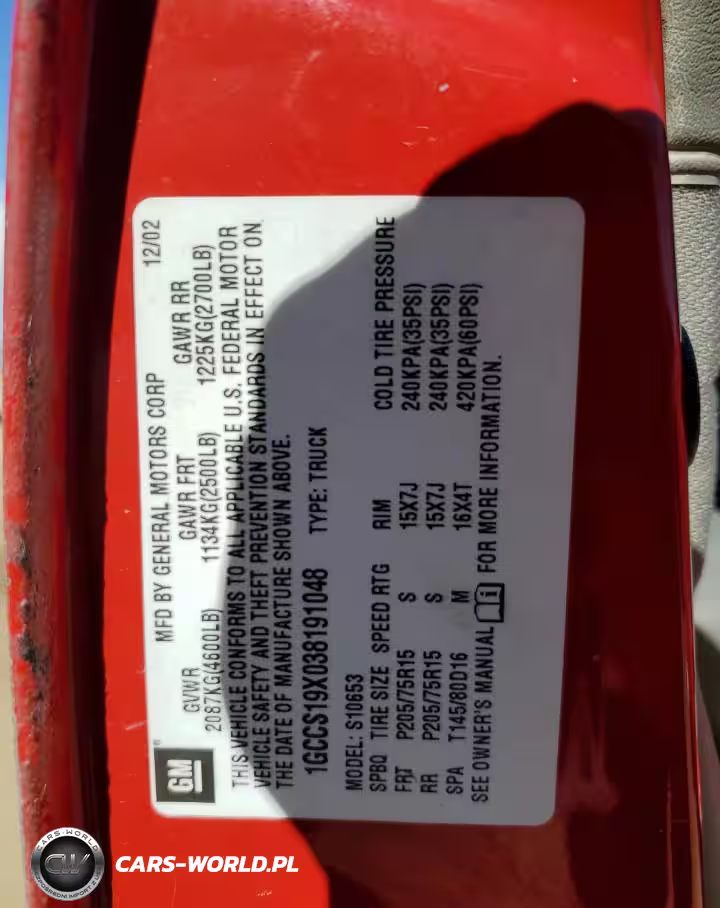 GM
MFD BY GENERAL MOTORS CORP 12/02
GVWR GAWR FRT GAWR RR
2087KG(4600LB) 1134KG(2500LB) 1225KG(2700LB)
THIS VEHICLE CONFORMS TO ALL APPLICABLE U.S. FEDERAL MOTOR
VEHICLE SAFETY AND THEFT PREVENTION STANDARDS IN EFFECT ON
THE DATE OF MANUFACTURE SHOWN ABOVE.
1GCCS19X038191048 TYPE: TRUCK
MODEL: S10653
SPBQ TIRE SIZE SPEED RTG RIM COLD TIRE PRESSURE
FRT P205/75R15 S 15X7J 240KPA(35PSI)
RR P205/75R15 S 15X7J 240KPA(35PSI)
SPA T145/80D16 M 16X4T 420KPA(60PSI)
SEE OWNER'S MANUAL FOR MORE INFORMATION.
CARS-WORLD
CW
CARS-WORLD.PL